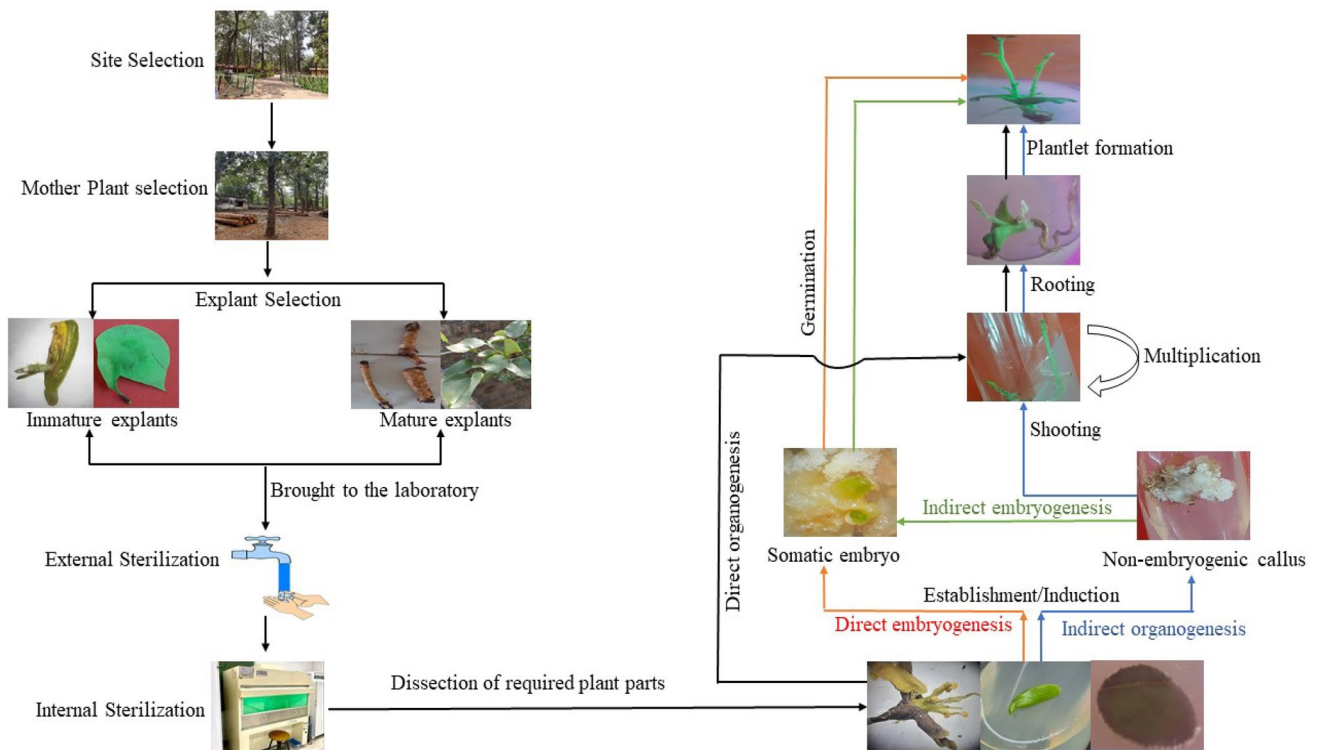 Site Selection
Mother Plant selection
Explant Selection
Immature explants
Mature explants
Brought to the laboratory
External Sterilization
Internal Sterilization
Dissection of required plant parts
Plantlet formation
Rooting
Multiplication
Shooting
Germination
Direct organogenesis
Indirect embryogenesis
Somatic embryo
Non-embryogenic callus
Establishment/Induction
Direct embryogenesis
Indirect organogenesis